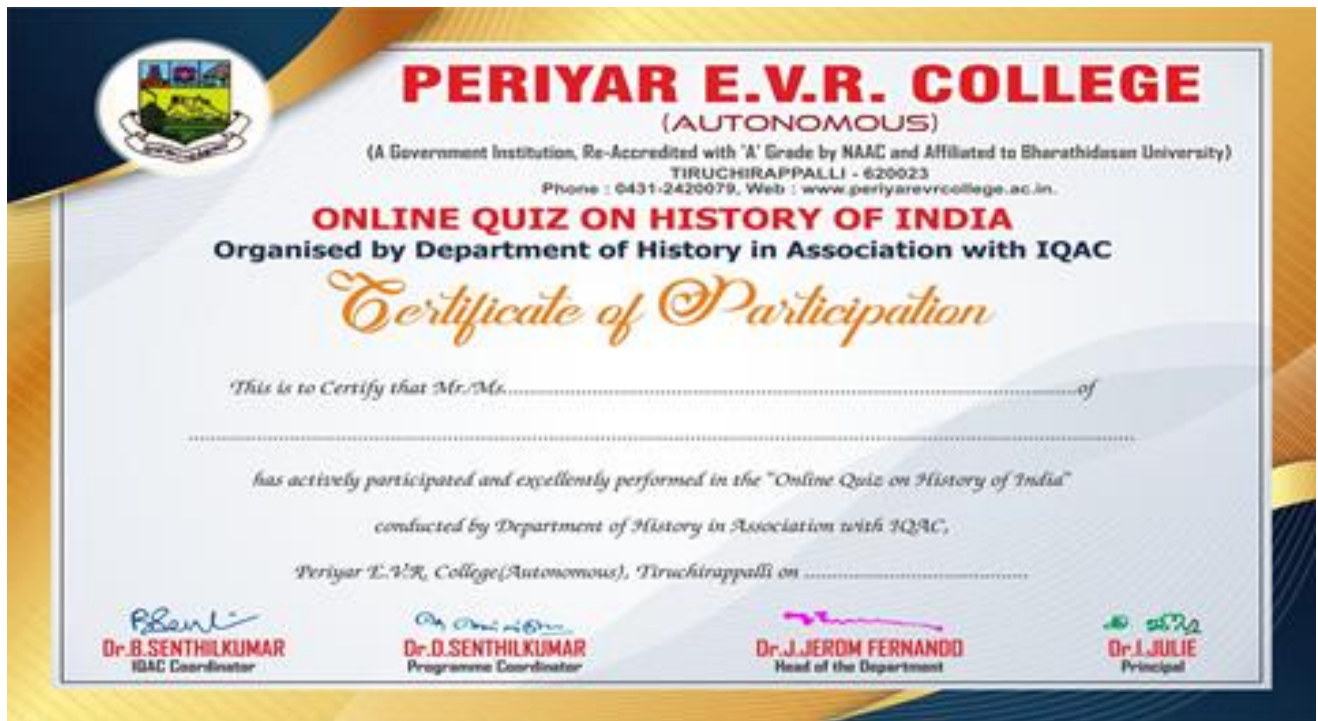 PERIYAR E.V.R. COLLEGE
(AUTONOMOUS)
(A Government Institution, Re-Accredited with 'A' Grade by NAAC and Affiliated to Bharathidasan University)
TIRUCHIRAPPALLI - 620023
Phone : 0431-2420079, Web : www.periyarevrcollege.ac.in.
ONLINE QUIZ ON HISTORY OF INDIA
Organised by Department of History in Association with IQAC
Certificate of Participation
This is to Certify that Mr./Ms..............................................................of
................................................................................
has actively participated and excellently performed in the "Online Quiz on History of India"
conducted by Department of History in Association with IQAC,
Periyar E.V.R, College(Autonomous), Tiruchirappalli on ........................................
Dr.B.SENTHILKUMAR
IQAC Coordinator
Dr.D.SENTHILKUMAR
Programme Coordinator
Dr.J.JEROM FERNANDO
Head of the Department
Dr.J.JULIE
Principal